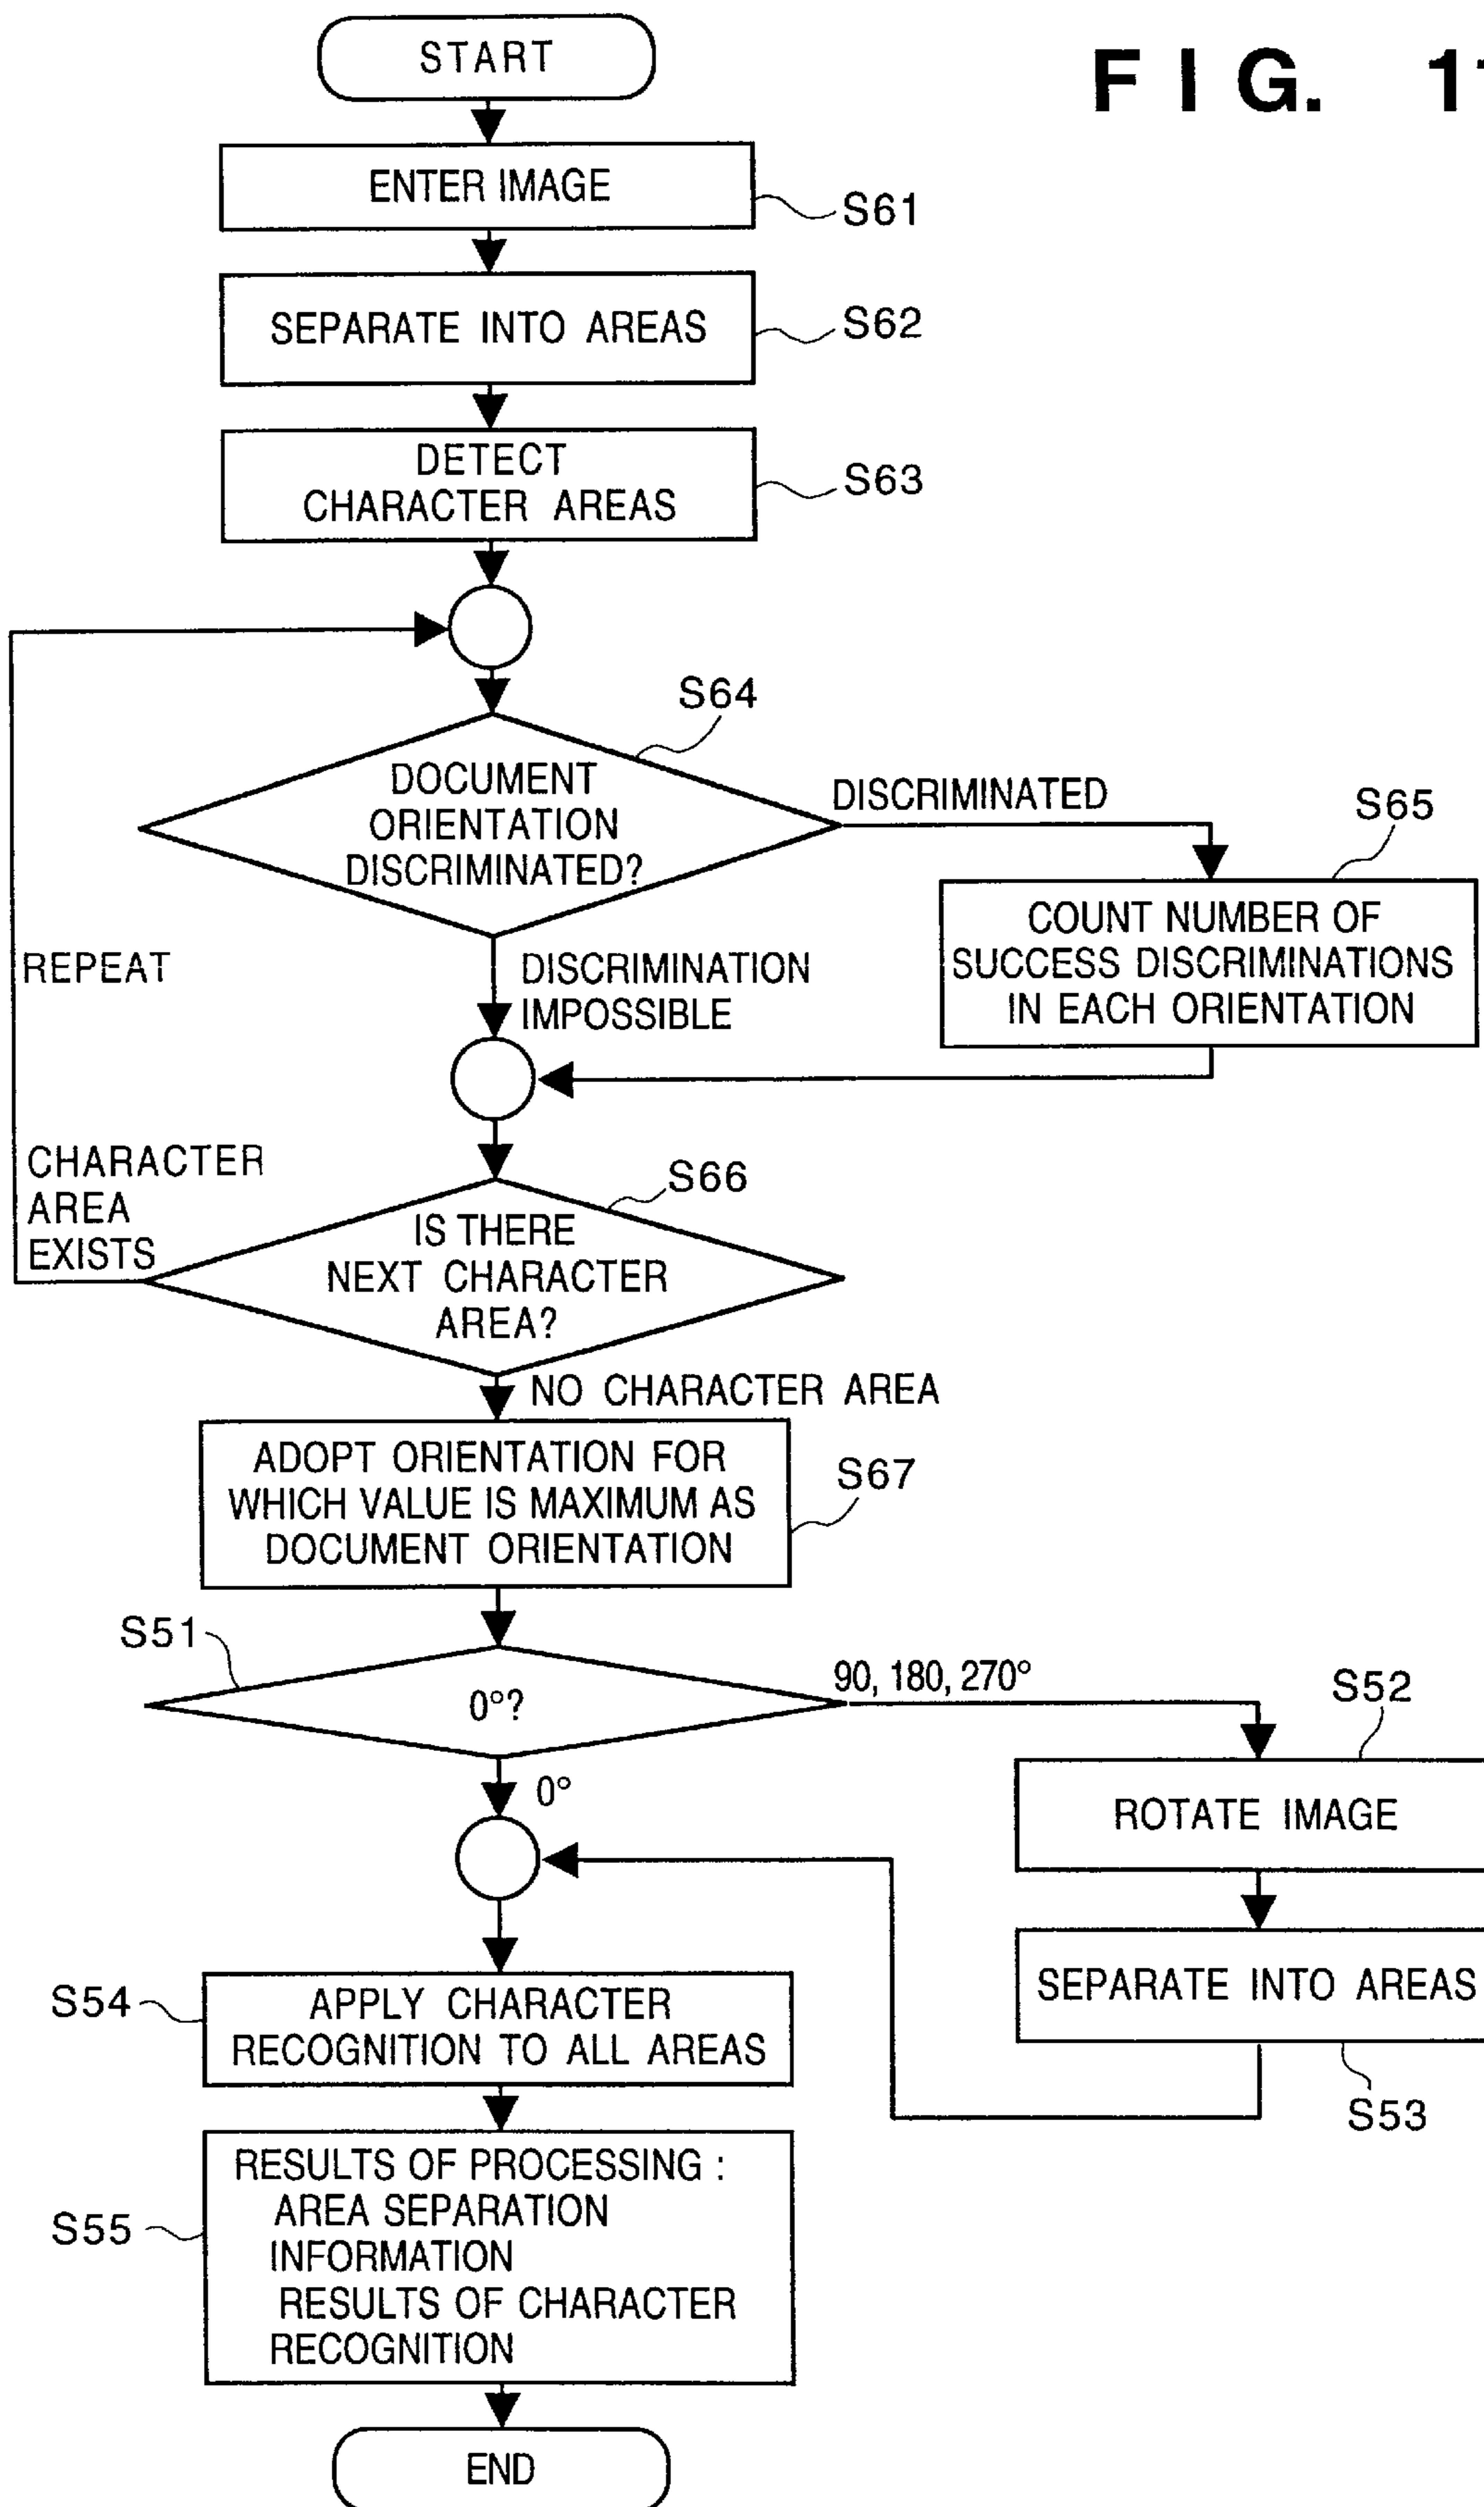 START
FIG. 11
ENTER IMAGE
S61
SEPARATE INTO AREAS
S62
DETECT
CHARACTER AREAS
S63
S64
DOCUMENT
ORIENTATION
DISCRIMINATED?
DISCRIMINATED
S65
COUNT NUMBER OF
SUCCESS DISCRIMINATIONS
IN EACH ORIENTATION
REPEAT
DISCRIMINATION
IMPOSSIBLE
CHARACTER
AREA
EXISTS
S66
IS THERE
NEXT CHARACTER
AREA?
NO CHARACTER AREA
ADOPT ORIENTATION FOR
WHICH VALUE IS MAXIMUM AS
DOCUMENT ORIENTATION
S67
S51
0°?
90, 180, 270°
S52
0°
ROTATE IMAGE
SEPARATE INTO AREAS
S53
S54
APPLY CHARACTER
RECOGNITION TO ALL AREAS
S55
RESULTS OF PROCESSING :
AREA SEPARATION
INFORMATION
RESULTS OF CHARACTER
RECOGNITION
END